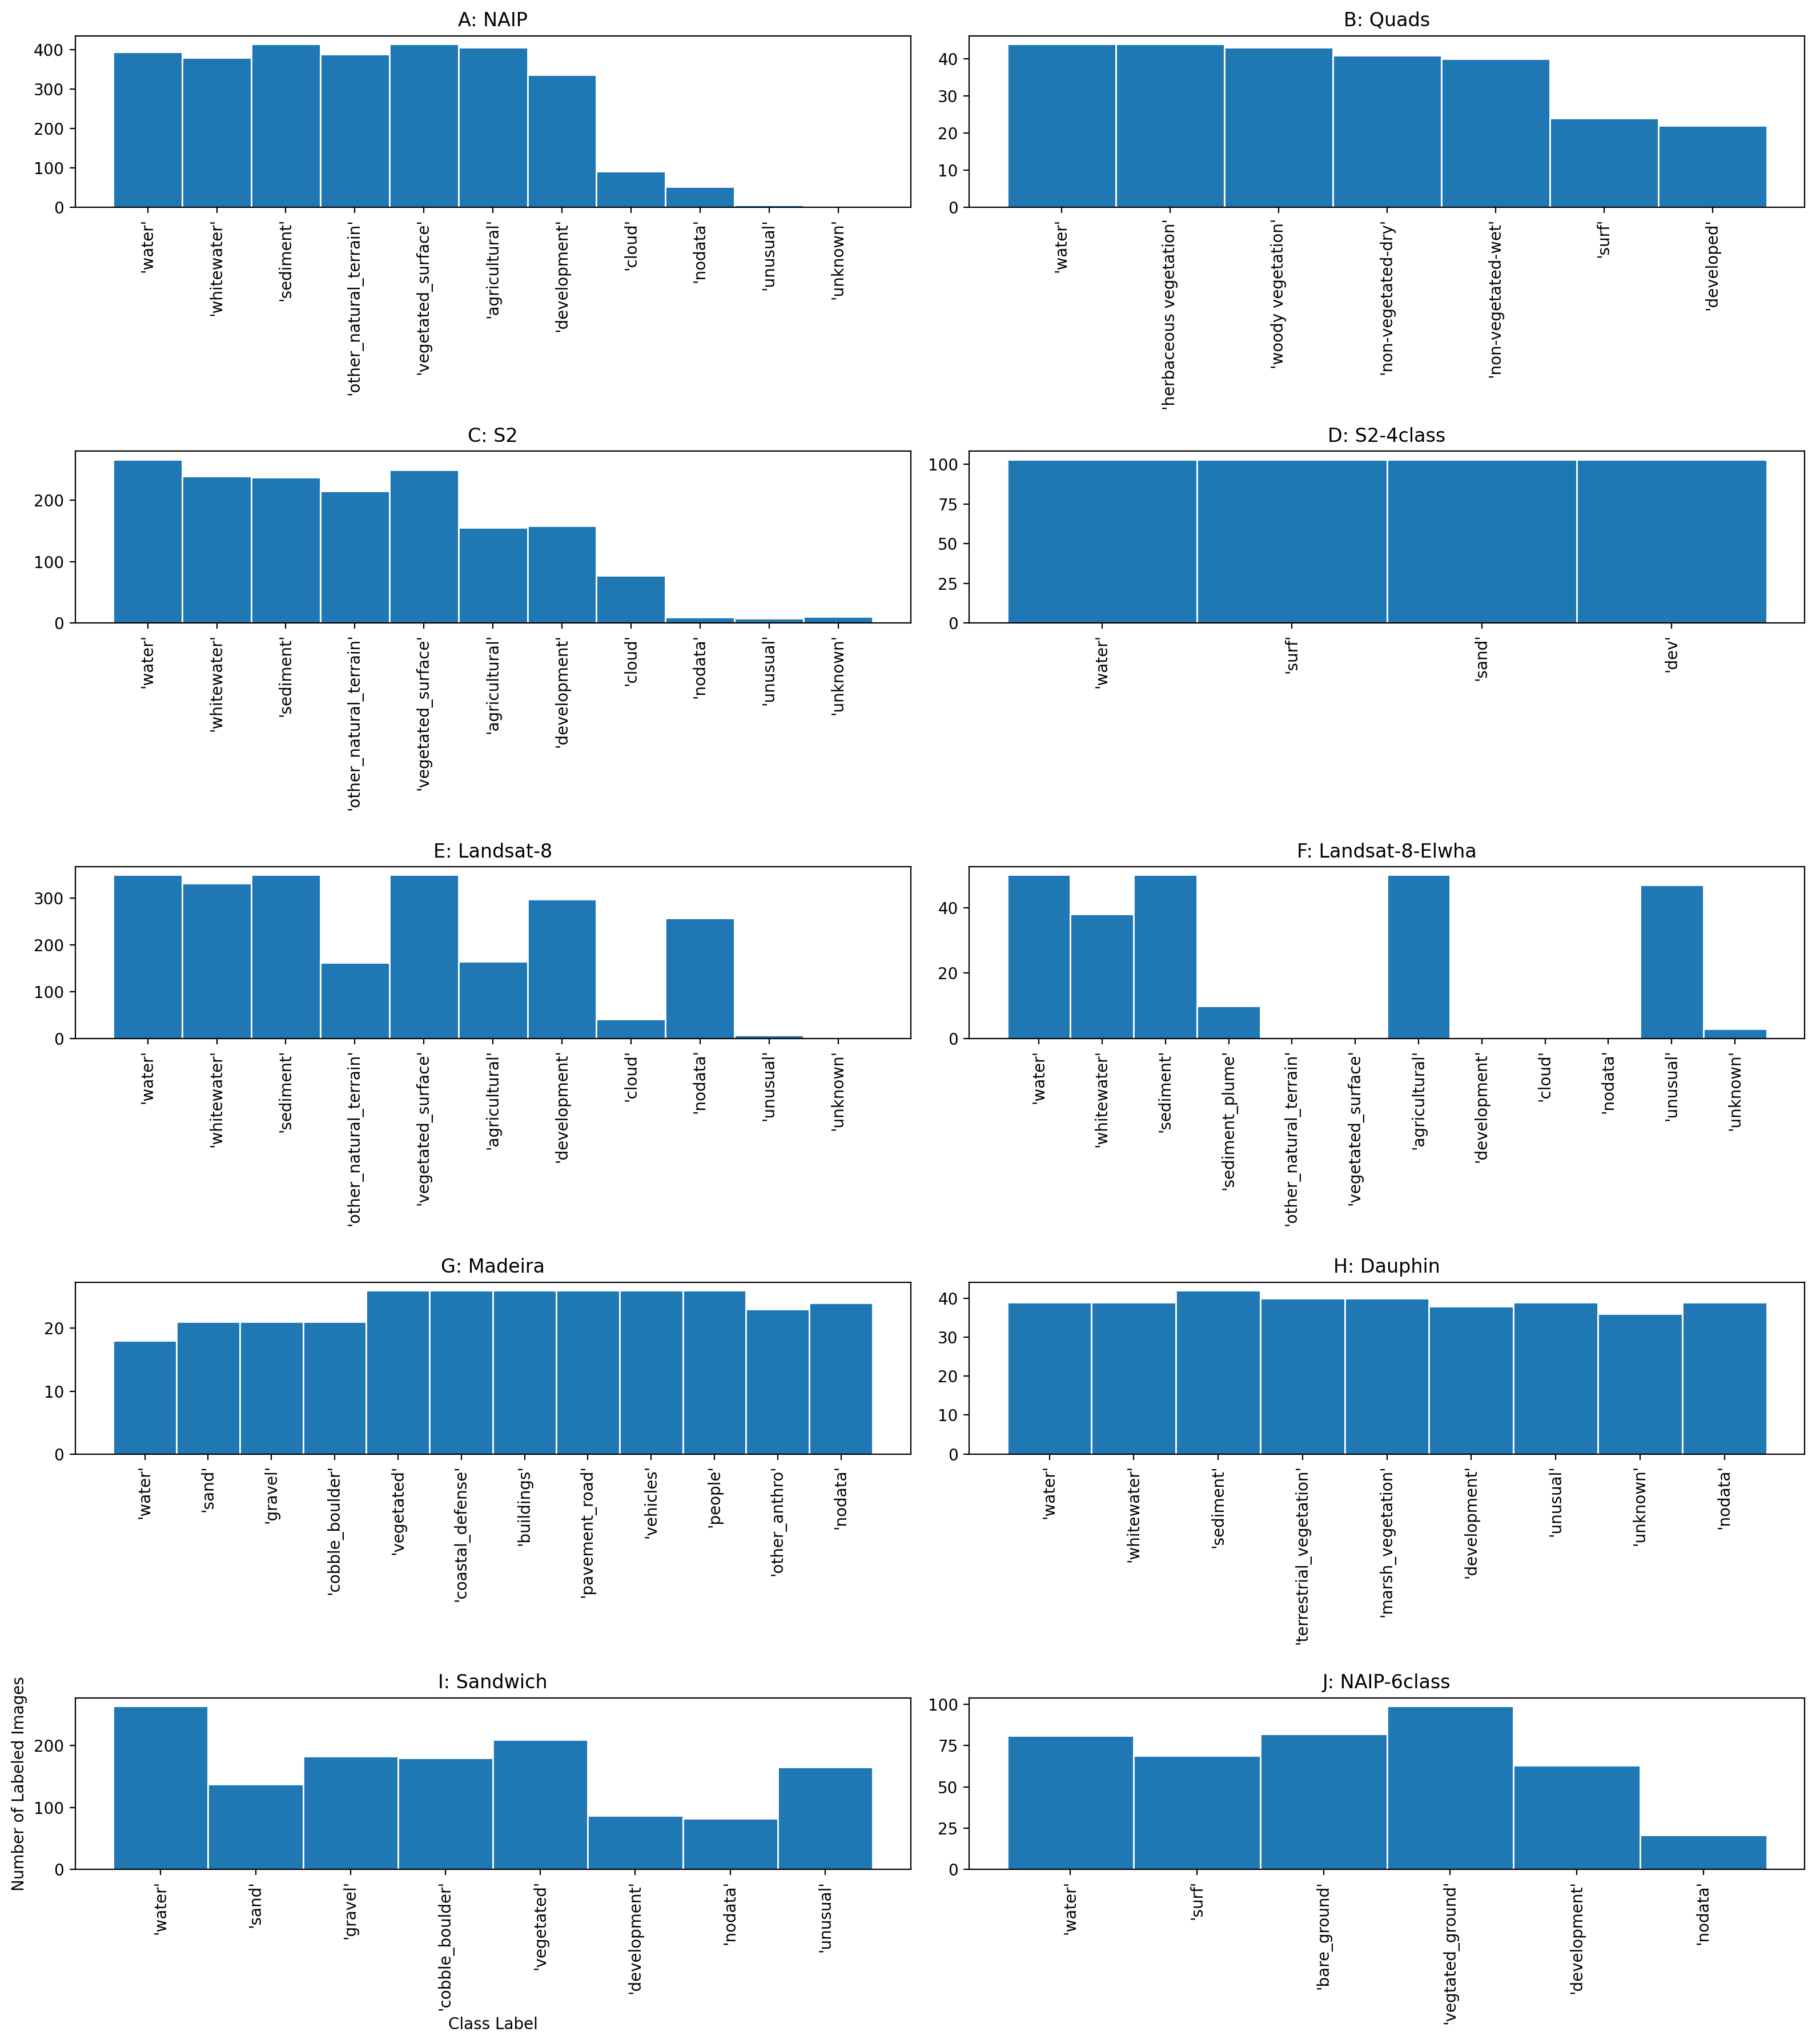 A: NAIP
400
300
200
100
0
'water'
'whitewater'
'sediment'
'other_natural_terrain'
'vegetated_surface'
'agricultural'
'development'
'cloud'
'nodata'
'unusual'
'unknown'
B: Quads
40
30
20
10
0
'water'
'herbaceous vegetation'
'woody vegetation'
'non-vegetated-dry'
'non-vegetated-wet'
'surf'
'developed'
C: S2
200
100
0
'water'
'whitewater'
'sediment'
'other_natural_terrain'
'vegetated_surface'
'agricultural'
'development'
'cloud'
'nodata'
'unusual'
'unknown'
D: S2-4class
100
75
50
25
0
'water'
'surf'
'sand'
'dev'
E: Landsat-8
300
200
100
0
'water'
'whitewater'
'sediment'
'other_natural_terrain'
'vegetated_surface'
'agricultural'
'development'
'cloud'
'nodata'
'unusual'
'unknown'
F: Landsat-8-Elwha
40
20
0
'water'
'whitewater'
'sediment'
'sediment_plume'
'other_natural_terrain'
'vegetated_surface'
'agricultural'
'development'
'cloud'
'nodata'
'unusual'
'unknown'
G: Madeira
20
10
0
'water'
'sand'
'gravel'
'cobble_boulder'
'vegetated'
'coastal_defense'
'buildings'
'pavement_road'
'vehicles'
'people'
'other_anthro'
'nodata'
H: Dauphin
40
30
20
10
0
'water'
'whitewater'
'sediment'
'terrestrial_vegetation'
'marsh_vegetation'
'development'
'unusual'
'unknown'
'nodata'
I: Sandwich
Number of Labeled Images
200
100
0
'water'
'sand'
'gravel'
'cobble_boulder'
'vegetated'
'development'
'nodata'
'unusual'
Class Label
J: NAIP-6class
100
75
50
25
0
'water'
'surf'
'bare_ground'
'vegtated_ground'
'development'
'nodata'